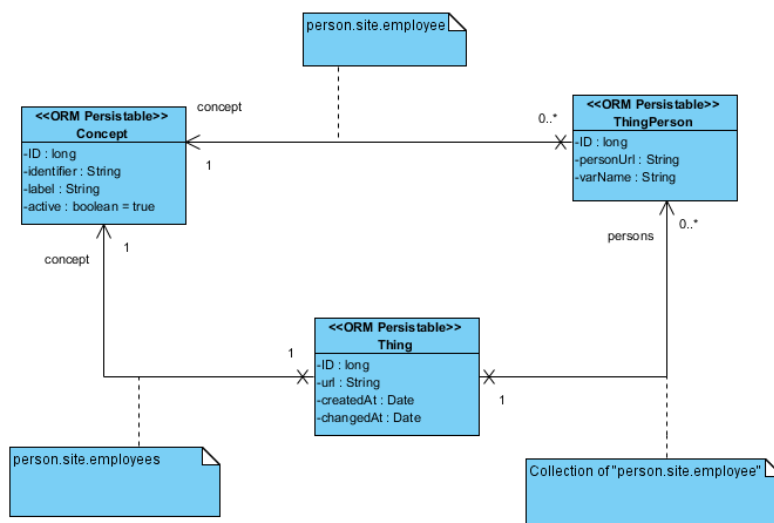 person.site.employee
concept
1
0..*
<<ORM Persistable>>
Concept
-ID : long
-identifier : String
-label : String
-active : boolean = true
<<ORM Persistable>>
ThingPerson
-ID : long
-personUrl : String
-varName : String
1
concept
0..*
persons
1
<<ORM Persistable>>
Thing
-ID : long
-url : String
-createdAt : Date
-changedAt : Date
1
person.site.employees
Collection of "person.site.employee"